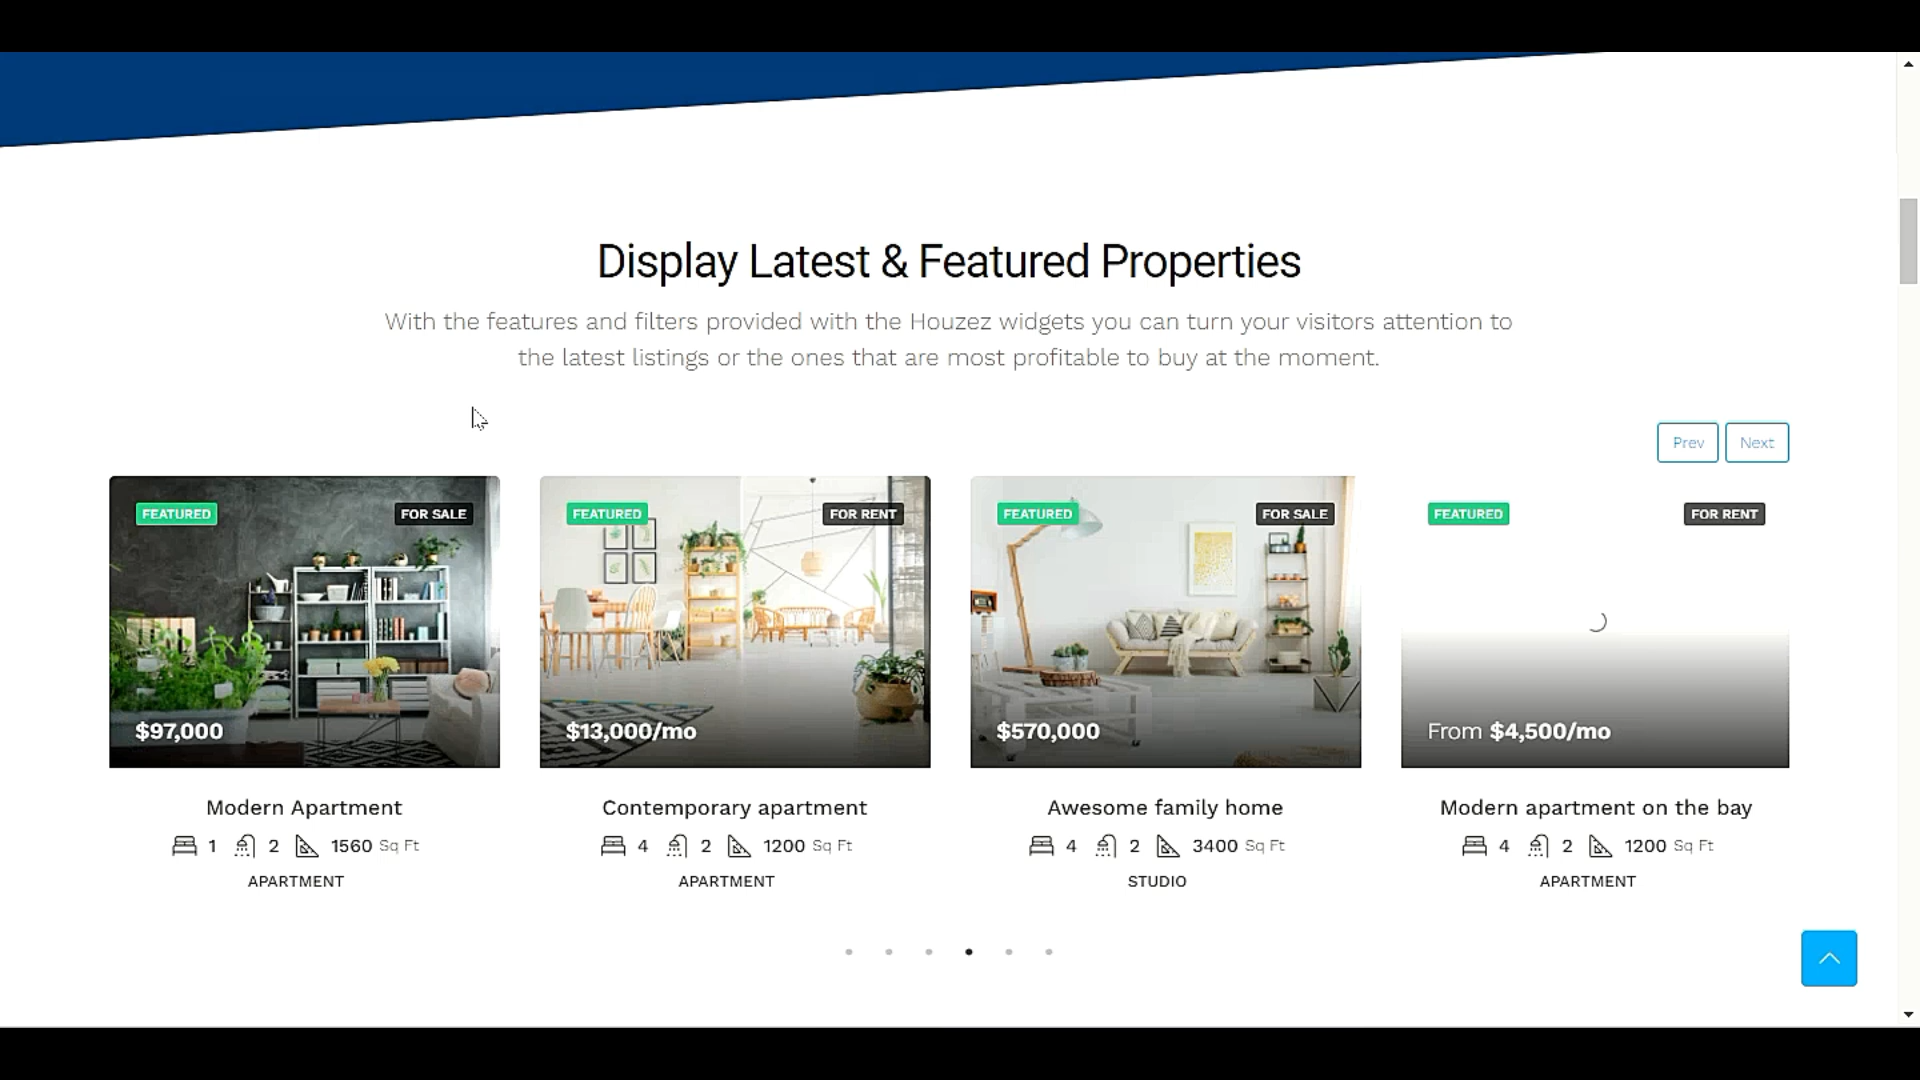 Display Latest & Featured Properties
With the features and filters provided with the Houzez widgets you can turn your visitors attention to
the latest listings or the ones that are most profitable to buy at the moment.
Prev Next
FEATURED FOR SALE
$97,000
Modern Apartment
1 2 1560 Sq Ft
APARTMENT
FEATURED FOR RENT
$13,000/mo
Contemporary apartment
4 2 1200 Sq Ft
APARTMENT
FEATURED FOR SALE
$570,000
Awesome family home
4 2 3400 Sq Ft
STUDIO
FEATURED FOR RENT
From $4,500/mo
Modern apartment on the bay
4 2 1200 Sq Ft
APARTMENT